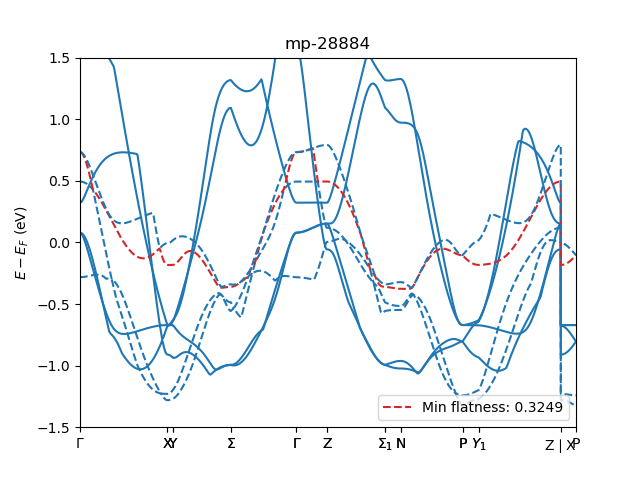 mp-28884
1.5
1.0
0.5
0.0
−0.5
−1.0
−1.5
E − E_F (eV)
Min flatness: 0.3249
Γ X Y Σ Γ Z Σ₁ N P Y₁ Z | X P